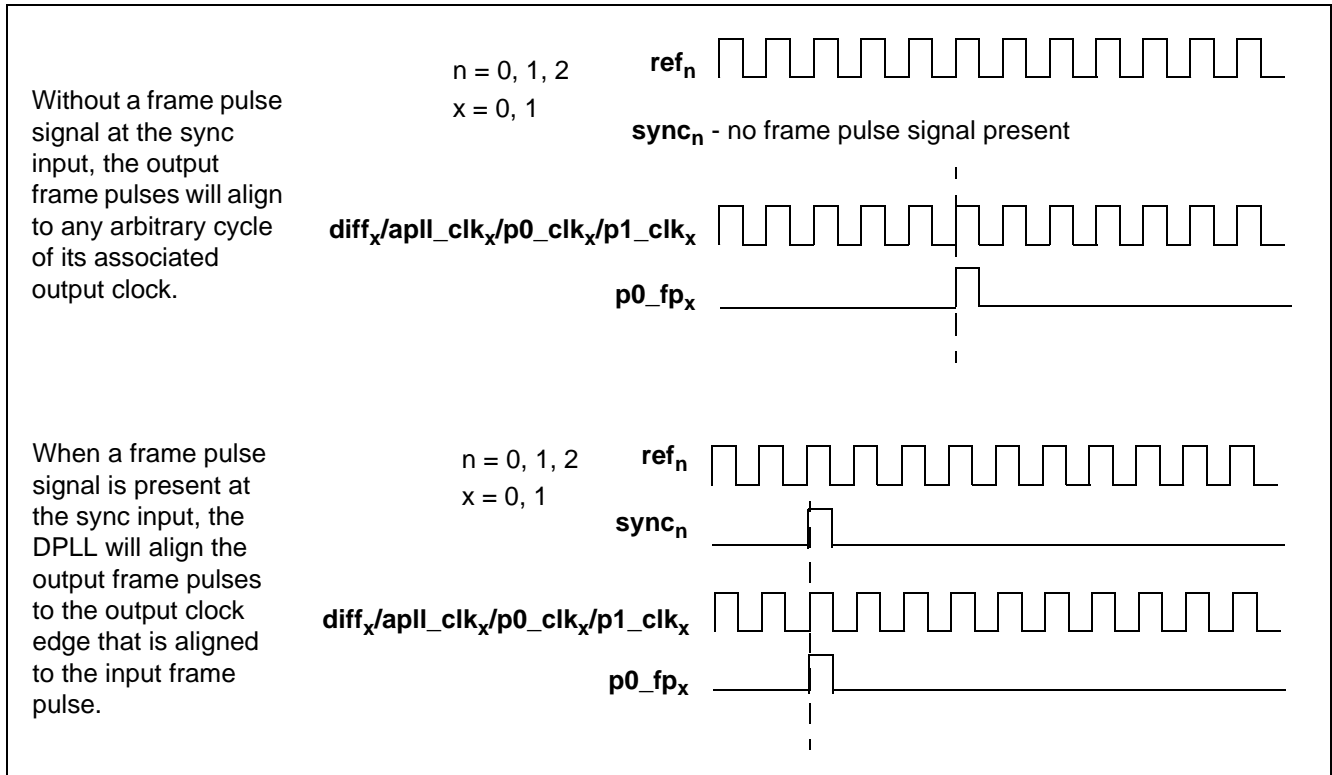 Without a frame pulse
signal at the sync
input, the output
frame pulses will align
to any arbitrary cycle
of its associated
output clock.
n = 0, 1, 2
x = 0, 1
refn
syncn - no frame pulse signal present
diffx/apll_clkx/p0_clkx/p1_clkx
p0_fpx
When a frame pulse
signal is present at
the sync input, the
DPLL will align the
output frame pulses
to the output clock
edge that is aligned
to the input frame
pulse.
n = 0, 1, 2
x = 0, 1
refn
syncn
diffx/apll_clkx/p0_clkx/p1_clkx
p0_fpx